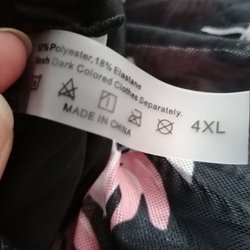 Polyester, 18% Elastane
Dark Colored Clothes Separately.
MADE IN CHINA
4XL